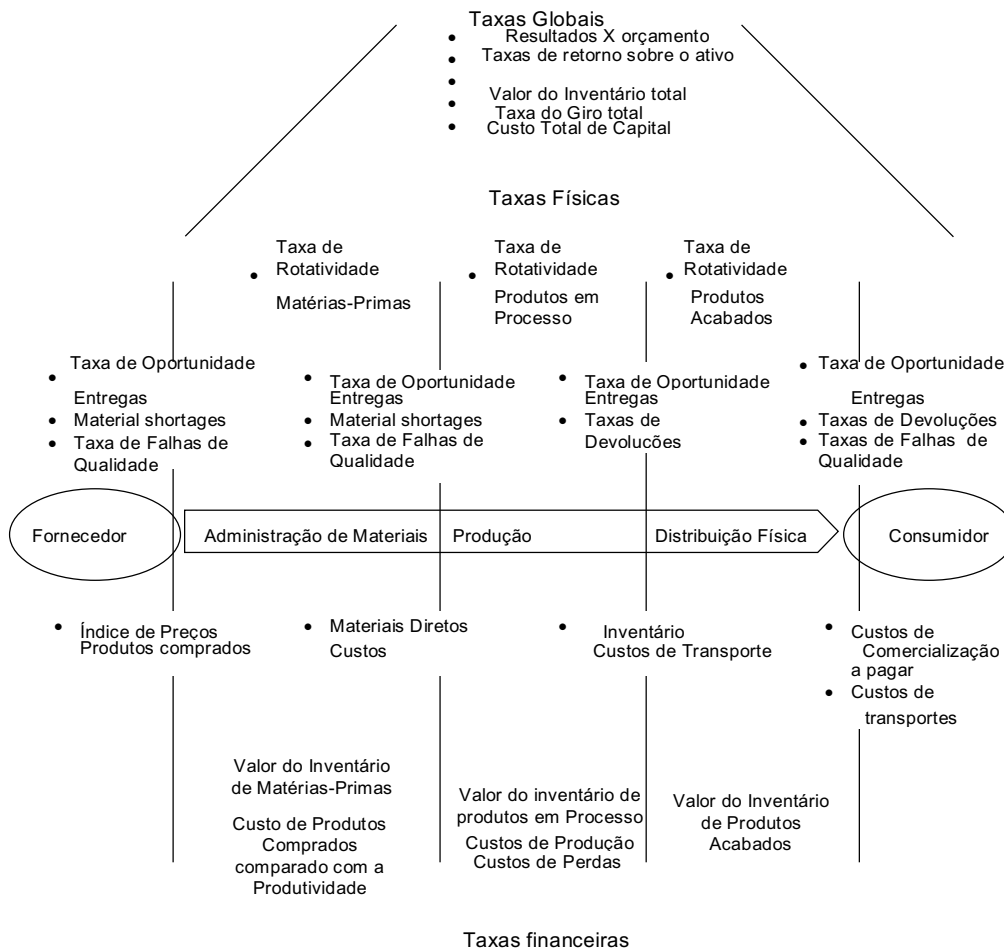 Taxas Globais
• Resultados X orçamento
• Taxas de retorno sobre o ativo
•
• Valor do Inventário total
Taxa do Giro total
• Custo Total de Capital
Taxas Físicas
Taxa de
• Rotatividade
Matérias-Primas
Taxa de
• Rotatividade
Produtos em
Processo
Taxa de
• Rotatividade
Produtos
Acabados
• Taxa de Oportunidade
Entregas
• Material shortages
• Taxa de Falhas de
Qualidade
• Taxa de Oportunidade
Entregas
• Material shortages
• Taxa de Falhas de
Qualidade
• Taxa de Oportunidade
Entregas
• Taxas de
Devoluções
• Taxa de Oportunidade
Entregas
• Taxas de Devoluções
• Taxas de Falhas de
Qualidade
Fornecedor
Administração de Materiais
Produção
Distribuição Física
Consumidor
• Índice de Preços
Produtos comprados
• Materiais Diretos
Custos
• Inventário
Custos de Transporte
• Custos de
Comercialização
a pagar
• Custos de
transportes
Valor do Inventário
de Matérias-Primas
Custo de Produtos
Comprados
comparado com a
Produtividade
Valor do inventário de
produtos em Processo
Custos de Produção
Custos de Perdas
Valor do Inventário
de Produtos
Acabados
Taxas financeiras